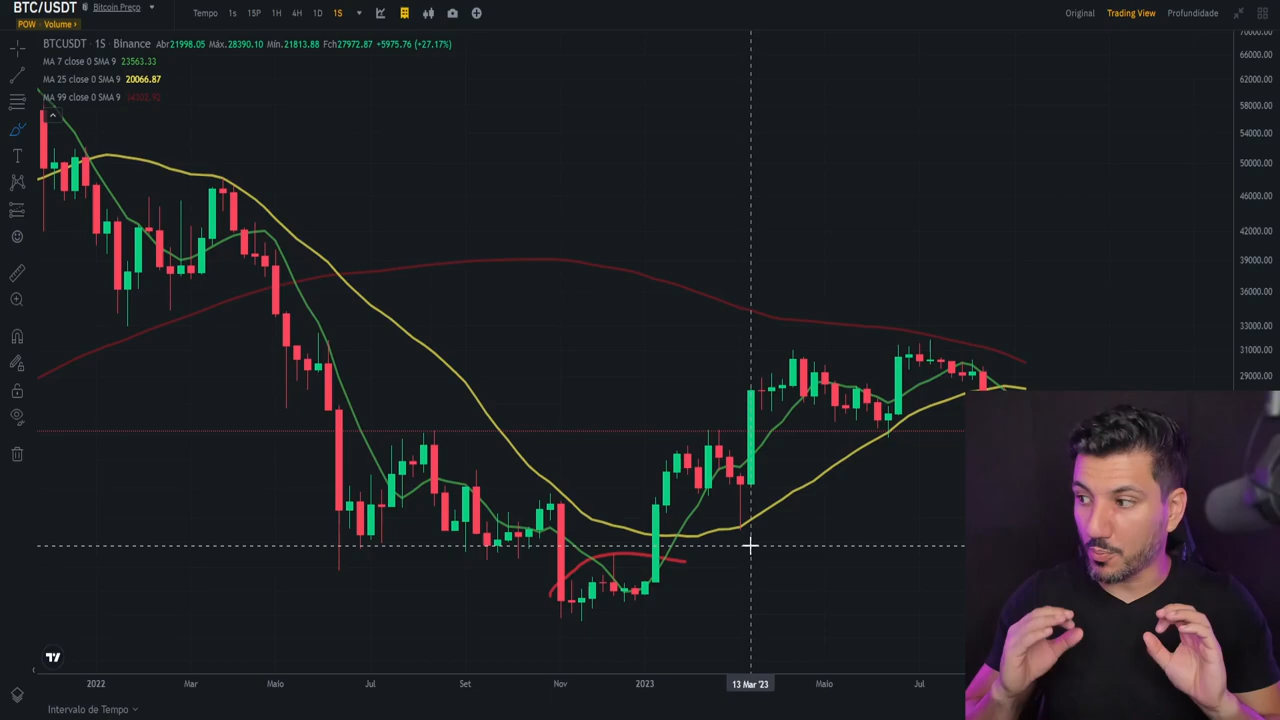 BTC/USDT Bitcoin Preço
POW Volume
Tempo 1s 15P 1H 4H 1D 1S
Original Trading View Profundidade
BTCUSDT · 1S · Binance Abr21998.05 Máx.28390.10 Mín.21813.88 Fch27972.87 +5975.76 (+27.17%)
MA 7 close 0 SMA 9 23563.33
MA 25 close 0 SMA 9 20066.87
MA 99 close 0 SMA 9
70000.00
66000.00
62000.00
58000.00
54000.00
50000.00
46000.00
42000.00
39000.00
36000.00
33000.00
31000.00
29000.00
2022 Mar Maio Jul Set Nov 2023 13 Mar '23 Maio Jul
Intervalo de Tempo